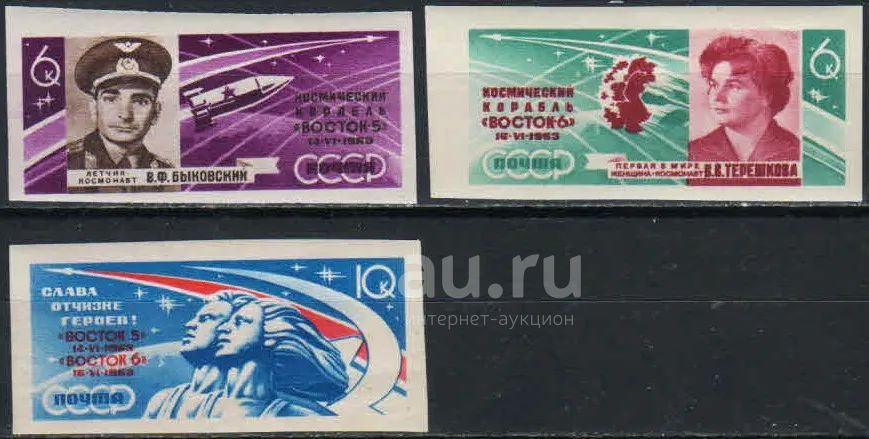 6к
КОСМИЧЕСКИЙ
КОРАБЛЬ
«ВОСТОК-5»
14-VI-1963
ПОЧТА
СССР
ЛЕТЧИК-
КОСМОНАВТ В.Ф.БЫКОВСКИЙ
6к
КОСМИЧЕСКИЙ
КОРАБЛЬ
«ВОСТОК-6»
16-VI-1963
ПОЧТА
СССР
ПЕРВАЯ В МИРЕ
ЖЕНЩИНА-КОСМОНАВТ В.В.ТЕРЕШКОВА
10к
СЛАВА
ОТЧИЗНЕ
ГЕРОЕВ!
«ВОСТОК-5»
14-VI-1963
«ВОСТОК 6»
16-VI-1963
ПОЧТА
СССР
au.ru
интернет-аукцион